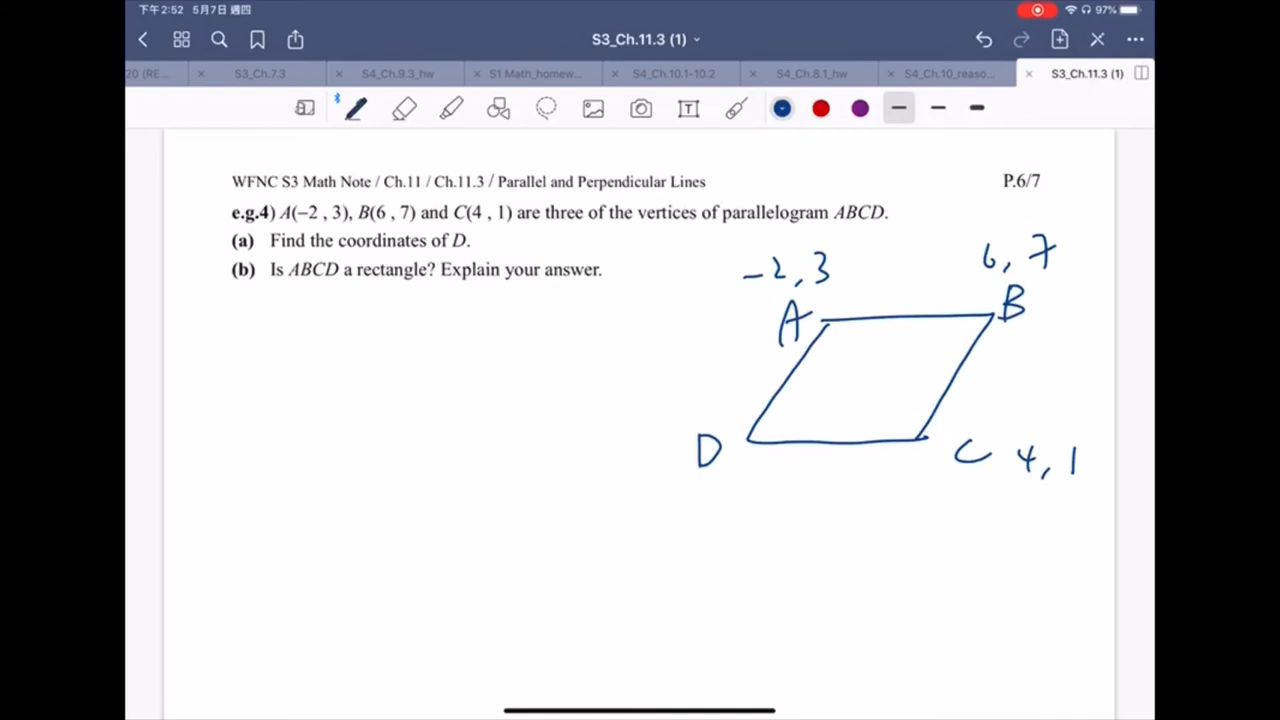 下午2:52 5月7日 週四
97%
S3_Ch.11.3 (1)
20 (RE...
S3_Ch.7.3
S4_Ch.9.3_hw
S1 Math_homew...
S4_Ch.10.1-10.2
S4_Ch.8.1_hw
S4_Ch.10_reaso...
S3_Ch.11.3 (1)
WFNC S3 Math Note / Ch.11 / Ch.11.3 / Parallel and Perpendicular Lines P.6/7
e.g.4) A(−2 , 3), B(6 , 7) and C(4 , 1) are three of the vertices of parallelogram ABCD.
(a) Find the coordinates of D.
(b) Is ABCD a rectangle? Explain your answer.
−2, 3
6, 7
A
B
D
C 4, 1